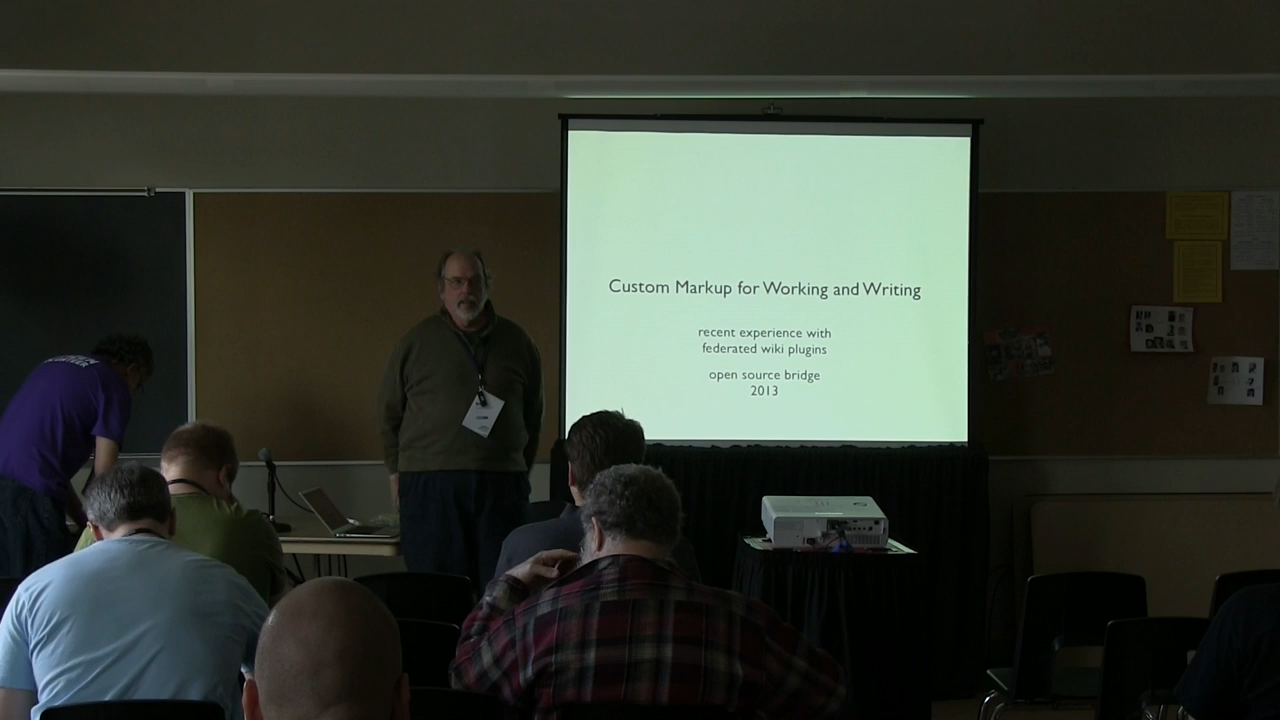 Custom Markup for Working and Writing
recent experience with
federated wiki plugins
open source bridge
2013